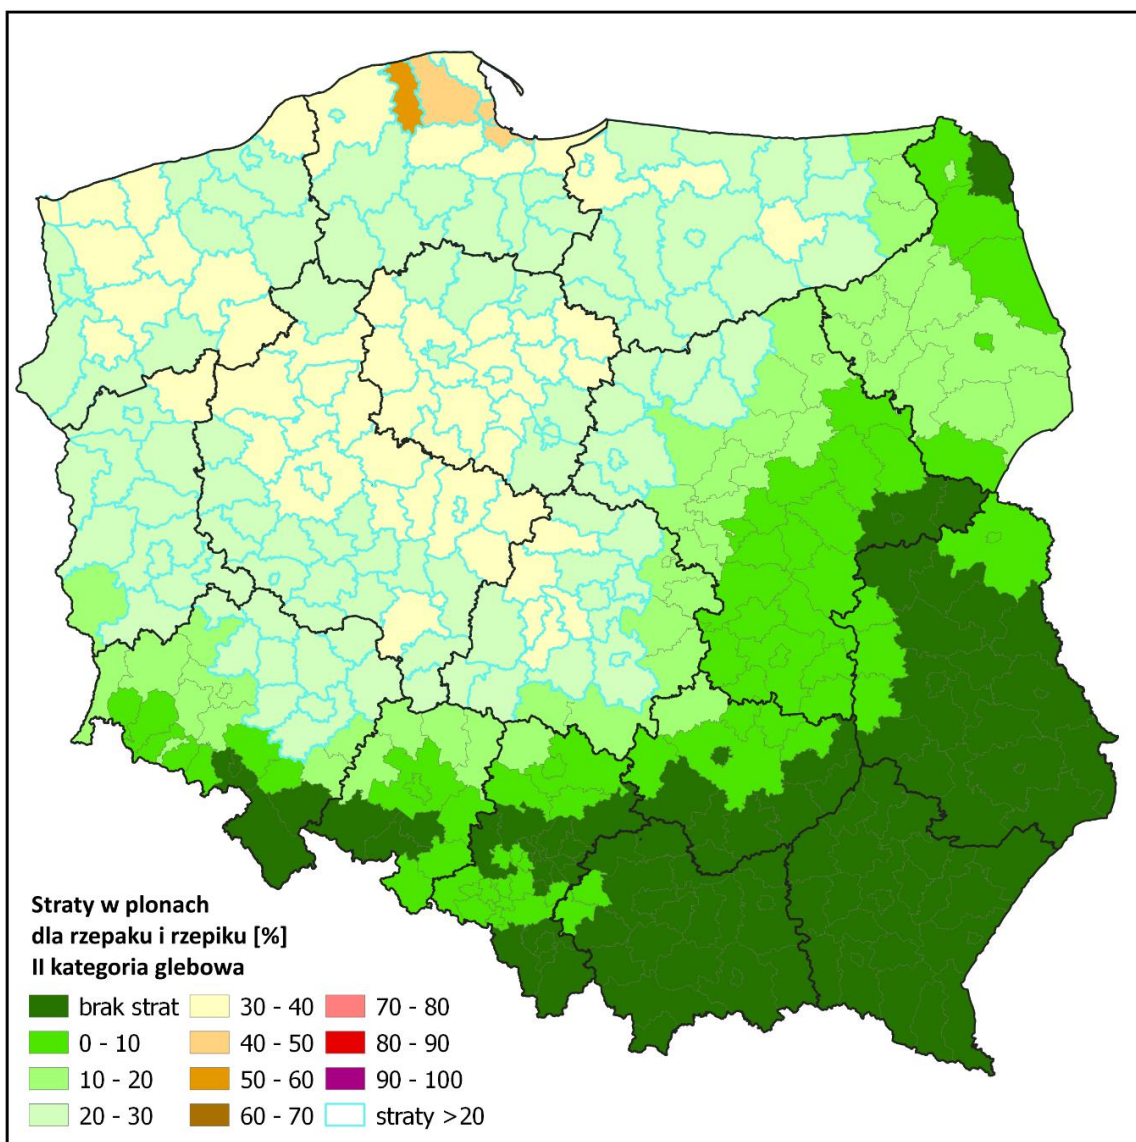 Straty w plonach
dla rzepaku i rzepiku [%]
II kategoria glebowa
brak strat
0 - 10
10 - 20
20 - 30
30 - 40
40 - 50
50 - 60
60 - 70
70 - 80
80 - 90
90 - 100
straty >20